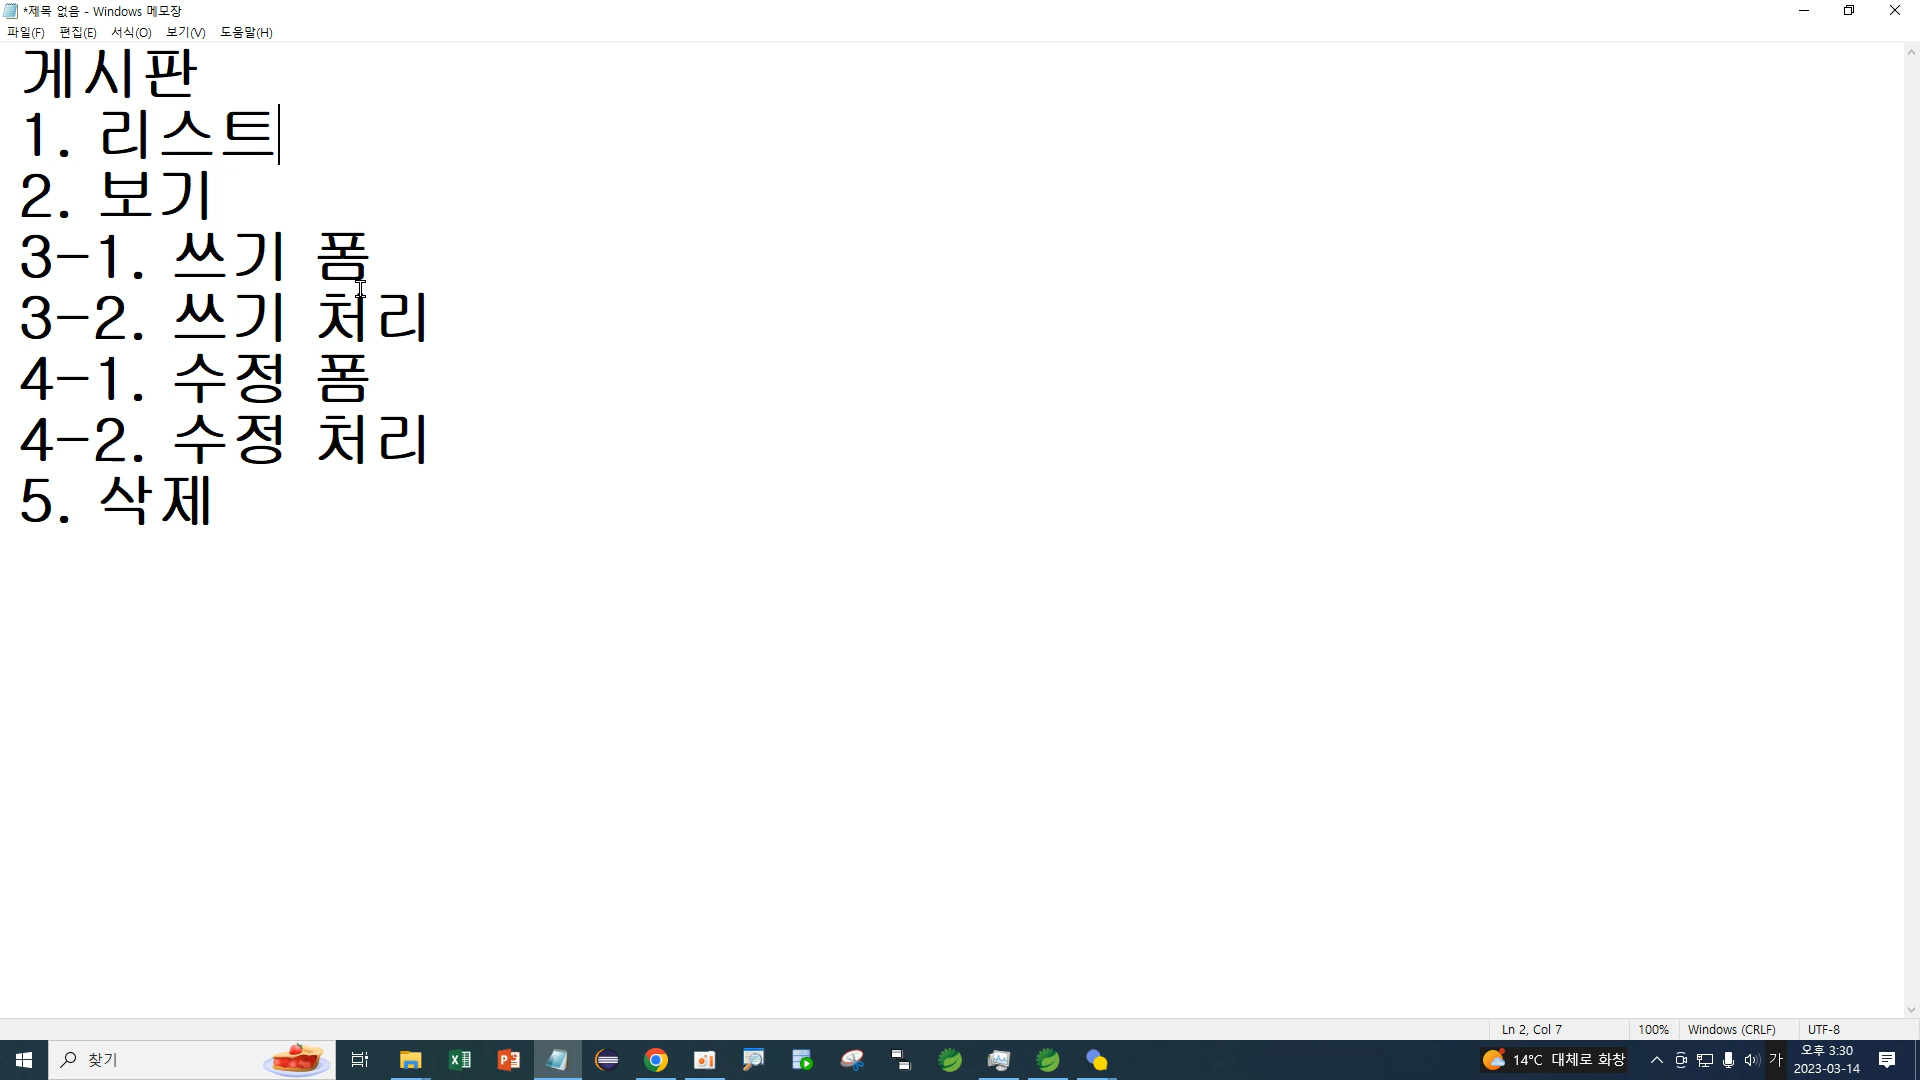 *제목 없음 - Windows 메모장
파일(F) 편집(E) 서식(O) 보기(V) 도움말(H)
게시판
1. 리스트
2. 보기
3-1. 쓰기 폼
3-2. 쓰기 처리
4-1. 수정 폼
4-2. 수정 처리
5. 삭제
Ln 2, Col 7 100% Windows (CRLF) UTF-8
찾기 14°C 대체로 화창 가 오후 3:30
2023-03-14